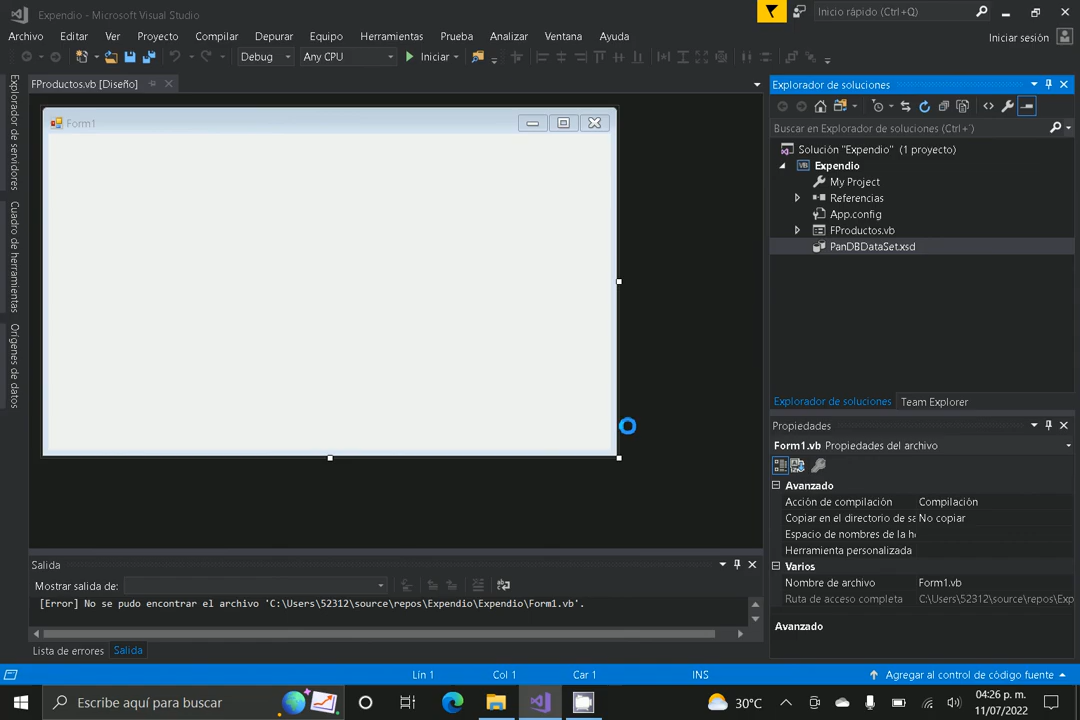 Expendio - Microsoft Visual Studio
Inicio rápido (Ctrl+Q)
Archivo Editar Ver Proyecto Compilar Depurar Equipo Herramientas Prueba Analizar Ventana Ayuda
Iniciar sesión
Debug Any CPU Iniciar
Explorador de servidores
Cuadro de herramientas
Orígenes de datos
FProductos.vb [Diseño]
Form1
Explorador de soluciones
Buscar en Explorador de soluciones (Ctrl+´)
Solución "Expendio" (1 proyecto)
VB Expendio
My Project
Referencias
App.config
FProductos.vb
PanDBDataSet.xsd
Explorador de soluciones Team Explorer
Propiedades
Form1.vb Propiedades del archivo
Avanzado
Acción de compilación Compilación
Copiar en el directorio de sa No copiar
Espacio de nombres de la h
Herramienta personalizada
Varios
Nombre de archivo Form1.vb
Ruta de acceso completa C:\Users\52312\source\repos\Exp
Avanzado
Salida
Mostrar salida de:
[Error] No se pudo encontrar el archivo 'C:\Users\52312\source\repos\Expendio\Expendio\Form1.vb'.
Lista de errores Salida
Lín 1 Col 1 Car 1 INS Agregar al control de código fuente
Escribe aquí para buscar
30°C
04:26 p. m.
11/07/2022